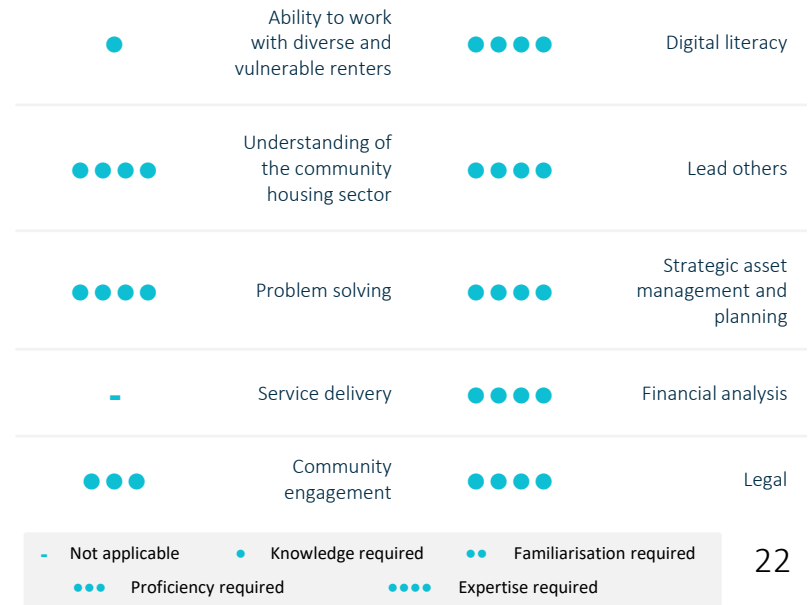 Ability to work
with diverse and
vulnerable renters
Digital literacy
Understanding of
the community
housing sector
Lead others
Problem solving
Strategic asset
management and
planning
- Service delivery
Financial analysis
Community
engagement
Legal
- Not applicable
Knowledge required
Familiarisation required
Proficiency required
Expertise required
22